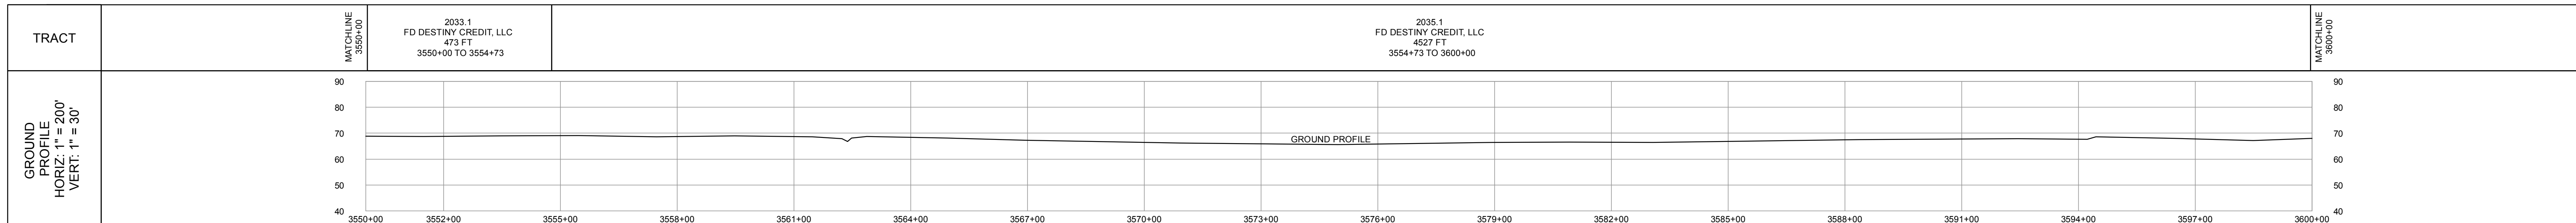 TRACT
MATCHLINE
3550+00
2033.1
FD DESTINY CREDIT, LLC
473 FT
3550+00 TO 3554+73
2035.1
FD DESTINY CREDIT, LLC
4527 FT
3554+73 TO 3600+00
MATCHLINE
3600+00
GROUND
PROFILE
HORIZ: 1" = 200'
VERT: 1" = 30'
90 90
80 80
70 70
GROUND PROFILE
60 60
50 50
40 40
3550+00 3552+00 3555+00 3558+00 3561+00 3564+00 3567+00 3570+00 3573+00 3576+00 3579+00 3582+00 3585+00 3588+00 3591+00 3594+00 3597+00 3600+00